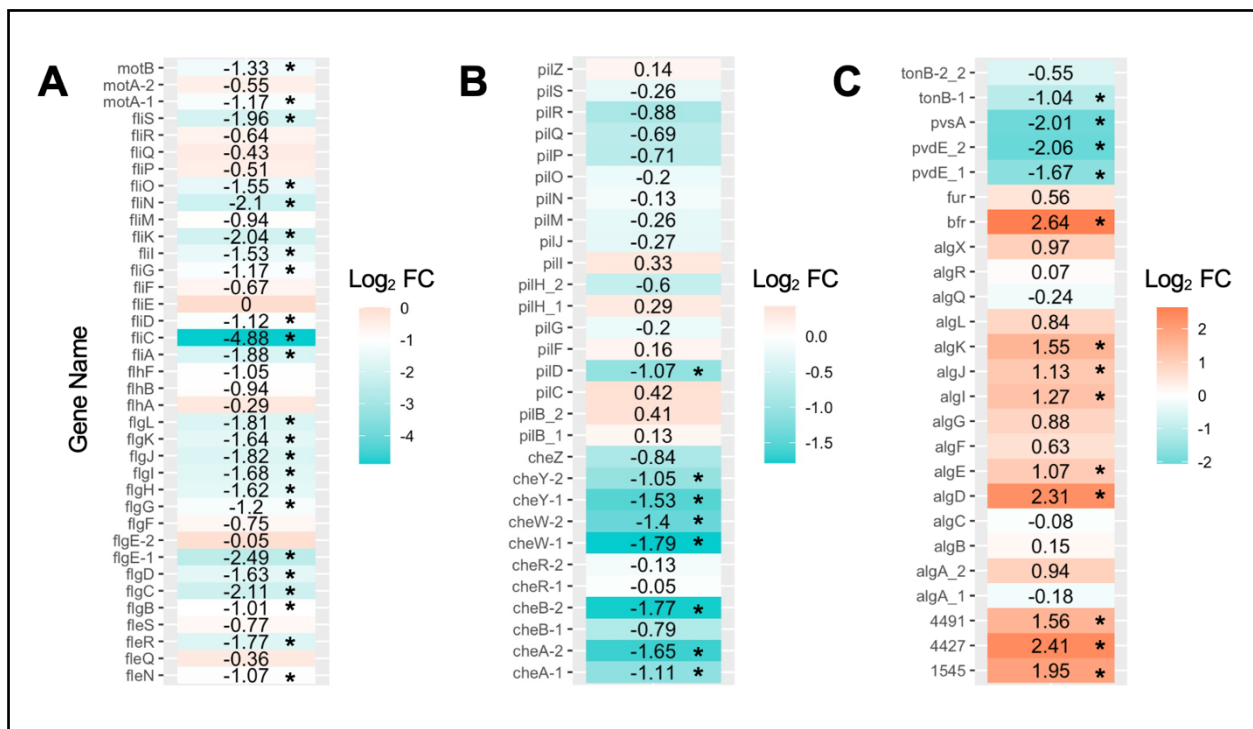 A
Gene Name
motB -1.33 *
motA-2 -0.55
motA-1 -1.17 *
fliS -1.96 *
fliR -0.64
fliQ -0.43
fliP -0.51
fliO -1.55 *
fliN -2.1 *
fliM -0.94
fliK -2.04 *
fliI -1.53 *
fliG -1.17 *
fliF -0.67
fliE 0
fliD -1.12 *
fliC -4.88 *
fliA -1.88 *
flhF -1.05
flhB -0.94
flhA -0.29
flgL -1.81 *
flgK -1.64 *
flgJ -1.82 *
flgI -1.68 *
flgH -1.62 *
flgG -1.2 *
flgF -0.75
flgE-2 -0.05
flgE-1 -2.49 *
flgD -1.63 *
flgC -2.11 *
flgB -1.01 *
fleS -0.77
fleR -1.77 *
fleQ -0.36
fleN -1.07 *
Log2 FC
0
-1
-2
-3
-4
B
pilZ 0.14
pilS -0.26
pilR -0.88
pilQ -0.69
pilP -0.71
pilO -0.2
pilN -0.13
pilM -0.26
pilJ -0.27
pilI 0.33
pilH_2 -0.6
pilH_1 0.29
pilG -0.2
pilF 0.16
pilD -1.07 *
pilC 0.42
pilB_2 0.41
pilB_1 0.13
cheZ -0.84
cheY-2 -1.05 *
cheY-1 -1.53 *
cheW-2 -1.4 *
cheW-1 -1.79 *
cheR-2 -0.13
cheR-1 -0.05
cheB-2 -1.77 *
cheB-1 -0.79
cheA-2 -1.65 *
cheA-1 -1.11 *
Log2 FC
0.0
-0.5
-1.0
-1.5
C
tonB-2_2 -0.55
tonB-1 -1.04 *
pvsA -2.01 *
pvdE_2 -2.06 *
pvdE_1 -1.67 *
fur 0.56
bfr 2.64 *
algX 0.97
algR 0.07
algQ -0.24
algL 0.84
algK 1.55 *
algJ 1.13 *
algI 1.27 *
algG 0.88
algF 0.63
algE 1.07 *
algD 2.31 *
algC -0.08
algB 0.15
algA_2 0.94
algA_1 -0.18
4491 1.56 *
4427 2.41 *
1545 1.95 *
Log2 FC
2
1
0
-1
-2